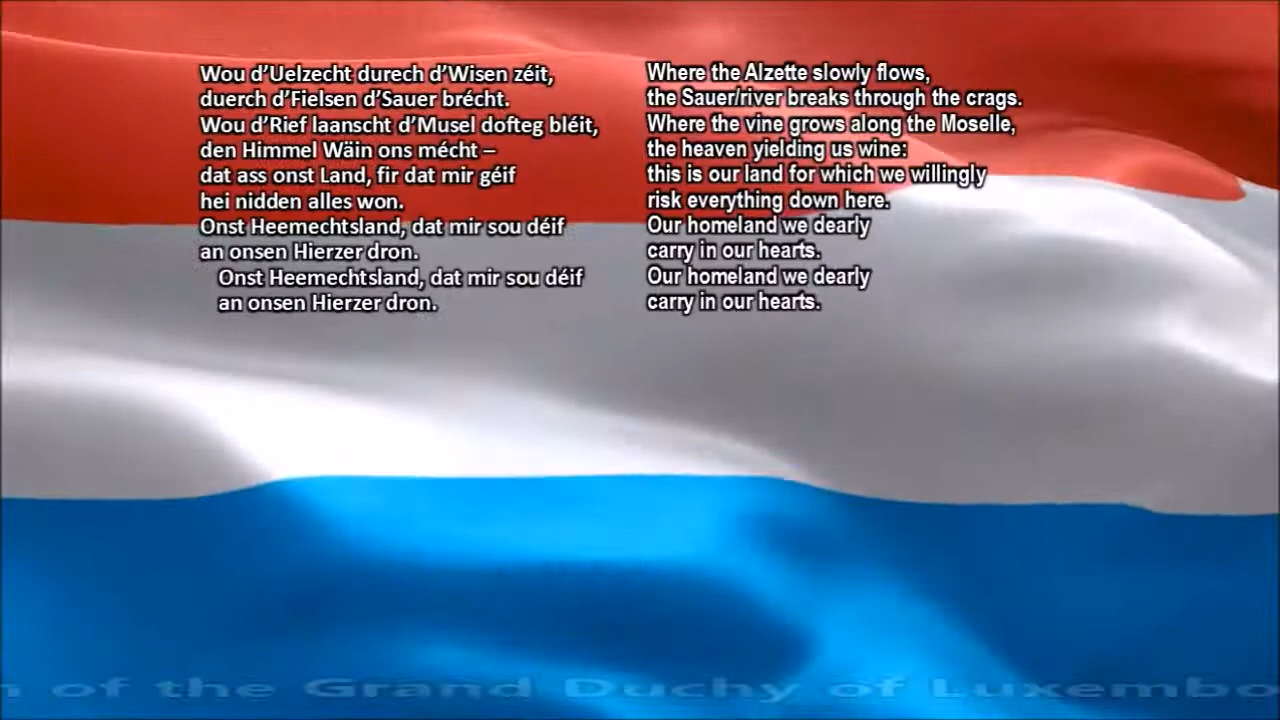 Wou d’Uelzecht durech d’Wisen zéit,
duerch d’Fielsen d’Sauer brécht.
Wou d’Rief laanscht d’Musel dofteg bléit,
den Himmel Wäin ons mécht –
dat ass onst Land, fir dat mir géif
hei nidden alles won.
Onst Heemechtsland, dat mir sou déif
an onsen Hierzer dron.
Onst Heemechtsland, dat mir sou déif
an onsen Hierzer dron.
Where the Alzette slowly flows,
the Sauer/river breaks through the crags.
Where the vine grows along the Moselle,
the heaven yielding us wine:
this is our land for which we willingly
risk everything down here.
Our homeland we dearly
carry in our hearts.
Our homeland we dearly
carry in our hearts.
of the Grand Duchy of Luxembo